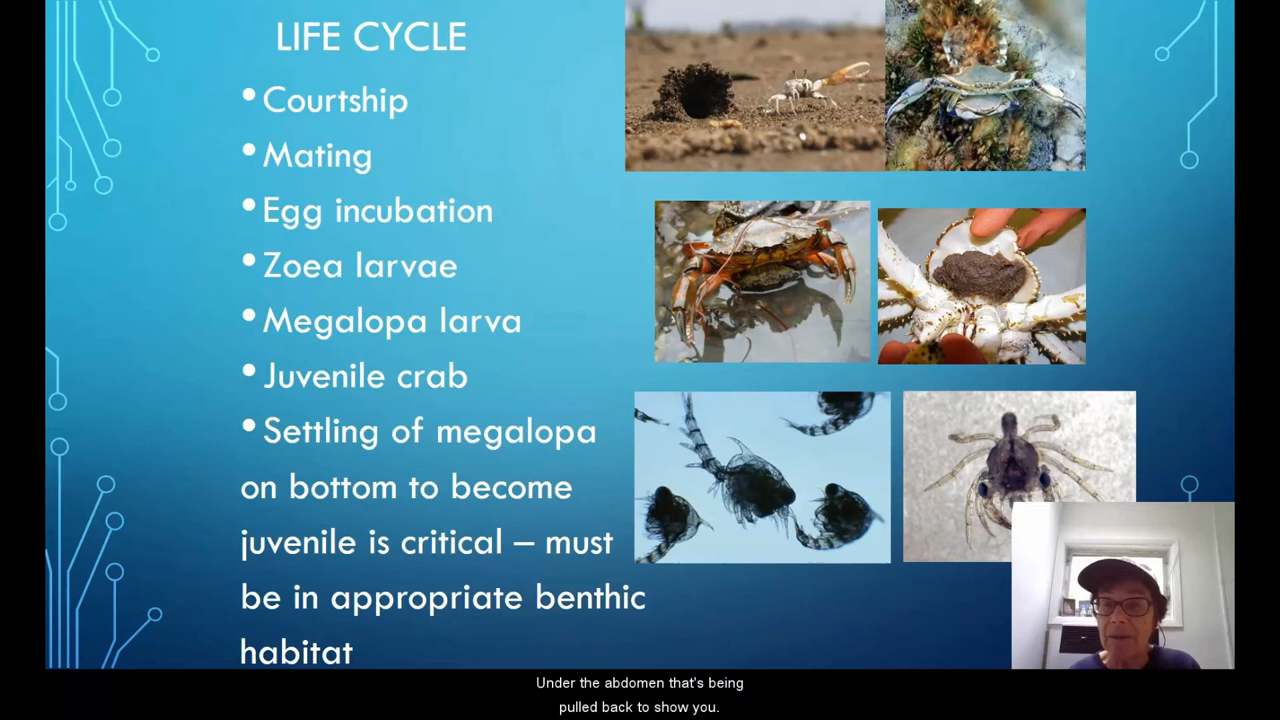 LIFE CYCLE
•Courtship
•Mating
•Egg incubation
•Zoea larvae
•Megalopa larva
•Juvenile crab
•Settling of megalopa
on bottom to become
juvenile is critical – must
be in appropriate benthic
habitat
Under the abdomen that's being
pulled back to show you.